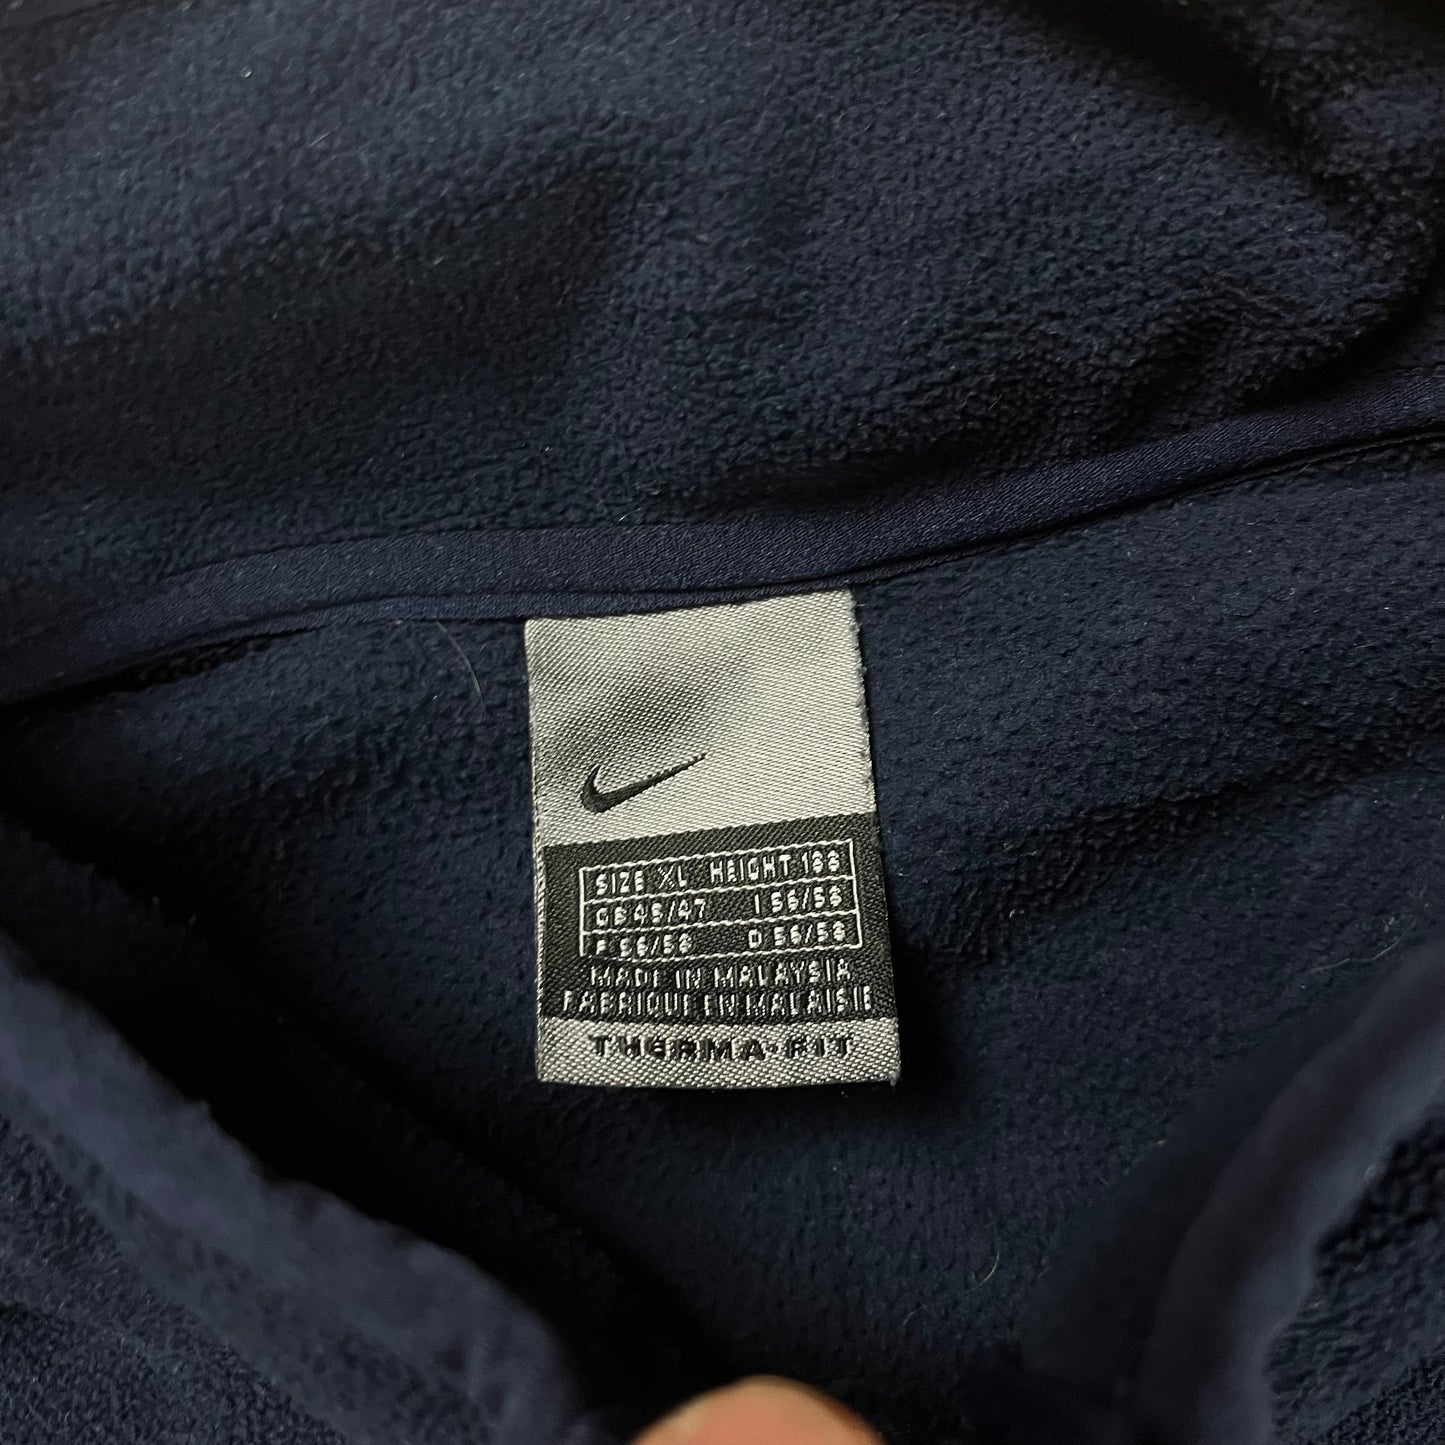 SIZE XL HEIGHT 188
GB 45/47 I 56/58
F 56/58 D 56/58
MADE IN MALAYSIA
FABRIQUE EN MALAISIE
THERMA-FIT